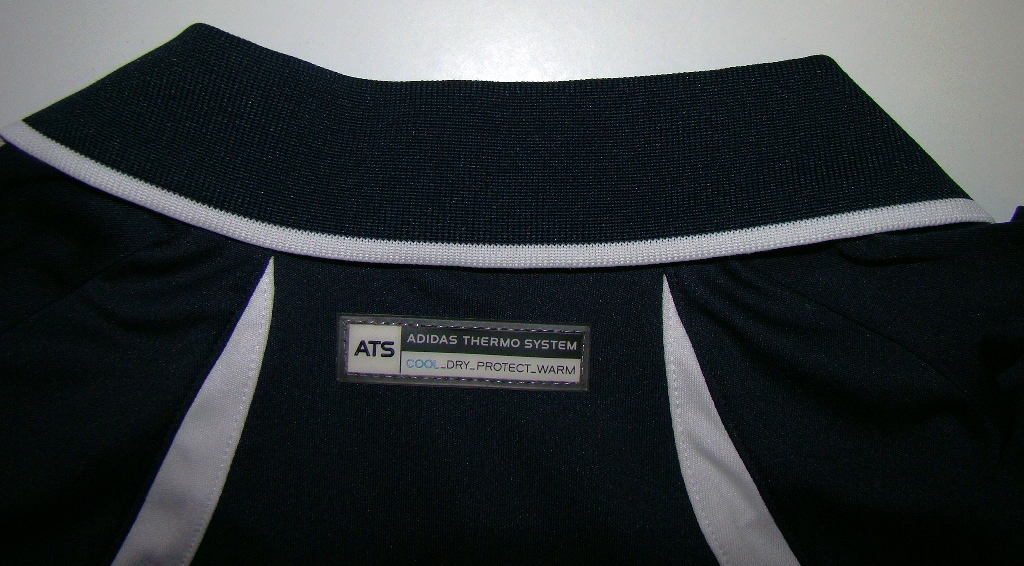 ATS
ADIDAS THERMO SYSTEM
COOL_DRY_PROTECT_WARM